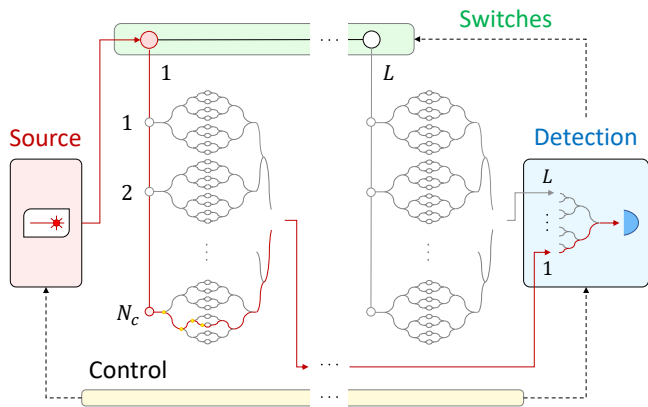 Switches
...
1
L
1
Source
Detection
2
L
...
⋮
⋮
⋮
1
N_c
...
Control
...